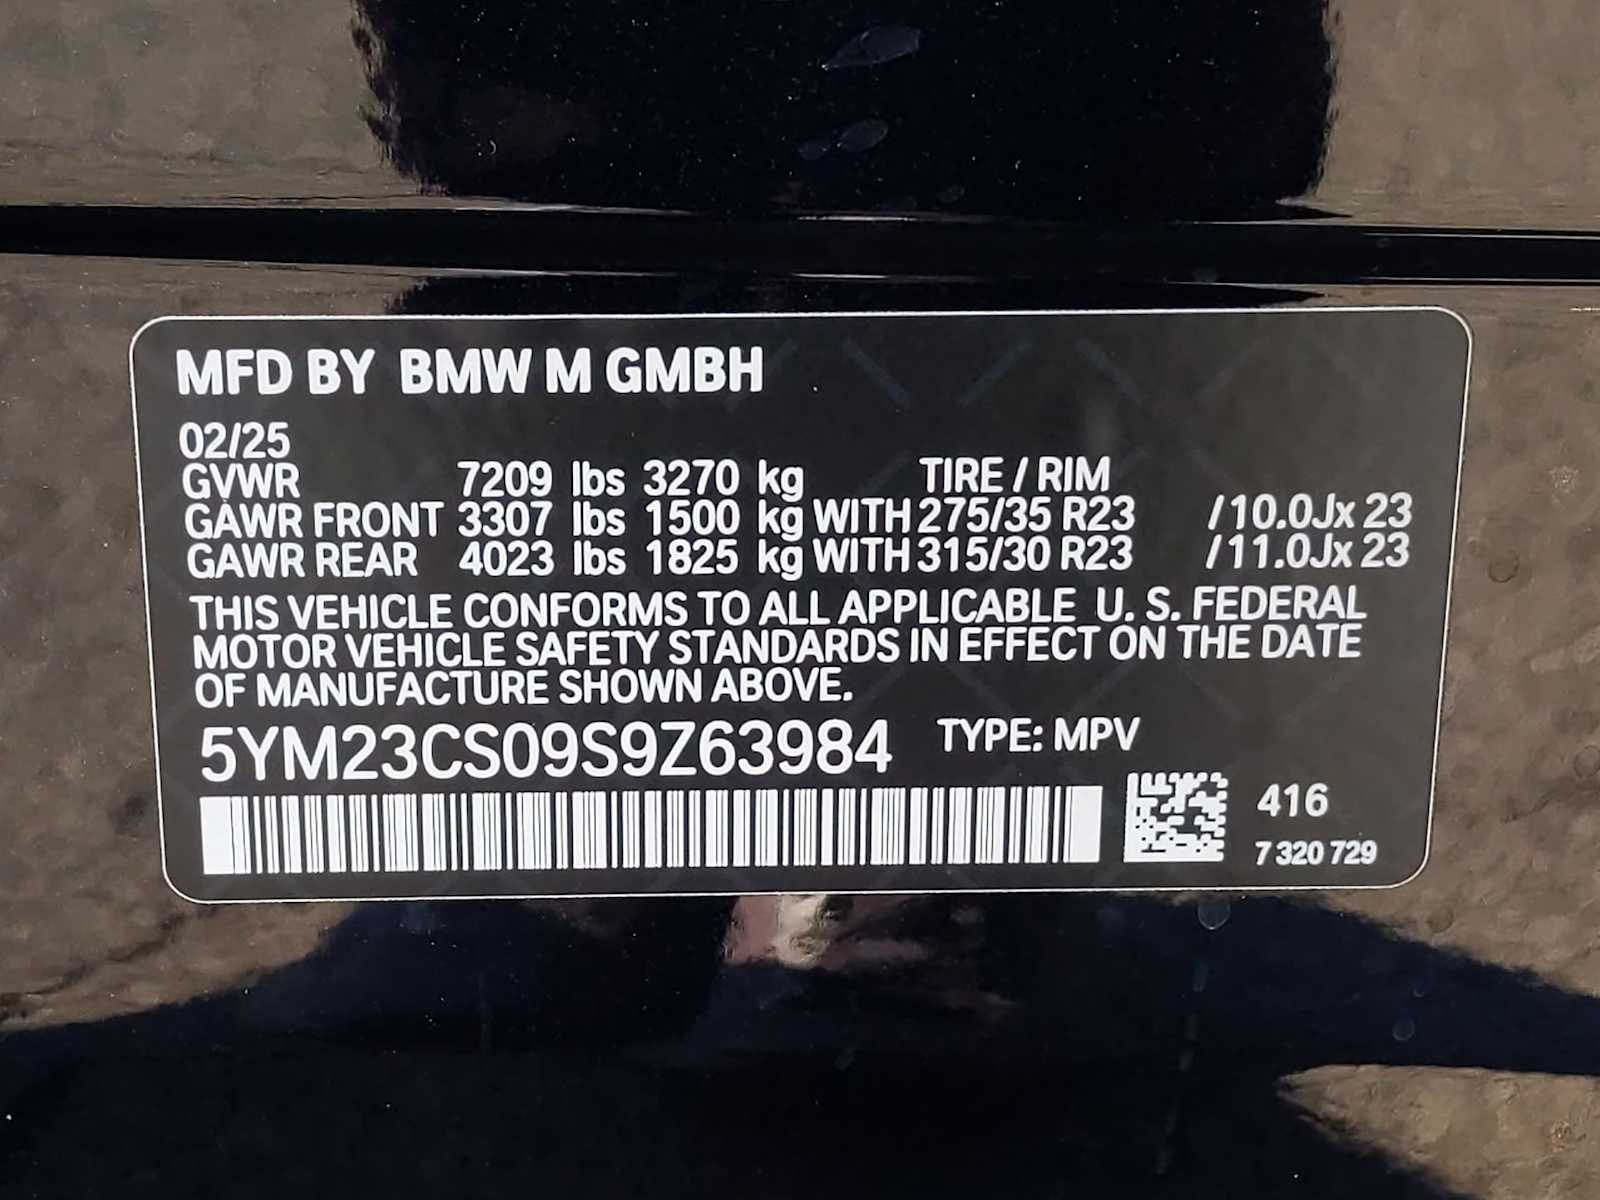 MFD BY BMW M GMBH
02/25
GVWR 7209 lbs 3270 kg TIRE / RIM
GAWR FRONT 3307 lbs 1500 kg WITH 275/35 R23 /10.0Jx 23
GAWR REAR 4023 lbs 1825 kg WITH 315/30 R23 /11.0Jx 23
THIS VEHICLE CONFORMS TO ALL APPLICABLE U. S. FEDERAL
MOTOR VEHICLE SAFETY STANDARDS IN EFFECT ON THE DATE
OF MANUFACTURE SHOWN ABOVE.
5YM23CS09S9Z63984 TYPE: MPV
416
7 320 729